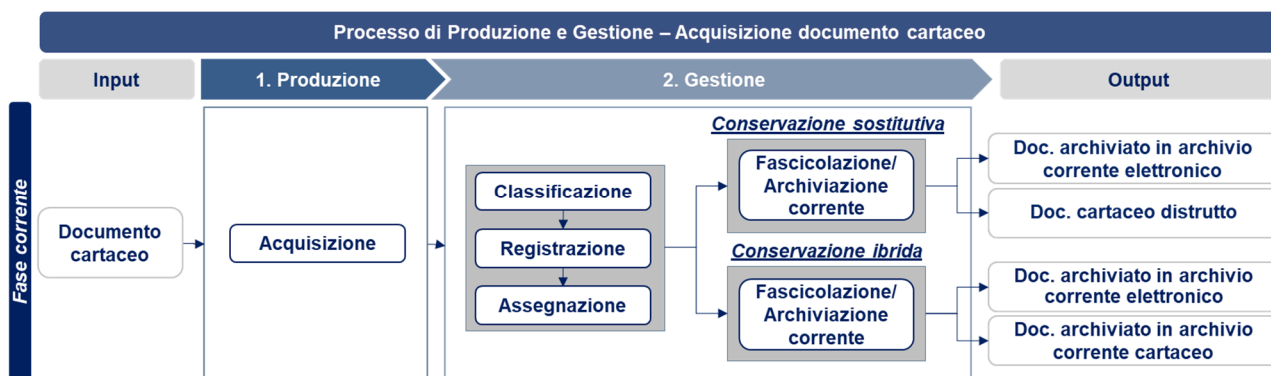 Processo di Produzione e Gestione – Acquisizione documento cartaceo
Input
1. Produzione
2. Gestione
Output
Fase corrente
Documento
cartaceo
Acquisizione
Classificazione
Registrazione
Assegnazione
Conservazione sostitutiva
Fascicolazione/
Archiviazione
corrente
Conservazione ibrida
Fascicolazione/
Archiviazione
corrente
Doc. archiviato in archivio
corrente elettronico
Doc. cartaceo distrutto
Doc. archiviato in archivio
corrente elettronico
Doc. archiviato in archivio
corrente cartaceo